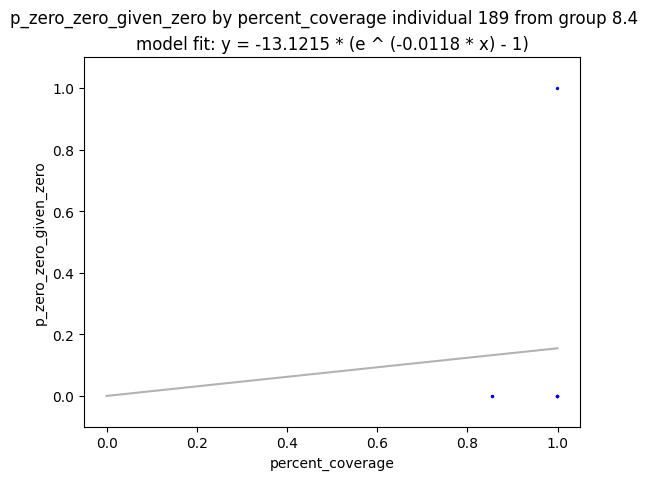 p_zero_zero_given_zero by percent_coverage individual 189 from group 8.4
model fit: y = -13.1215 * (e ^ (-0.0118 * x) - 1)
1.0
0.8
0.6
0.4
0.2
0.0
p_zero_zero_given_zero
0.0 0.2 0.4 0.6 0.8 1.0
percent_coverage